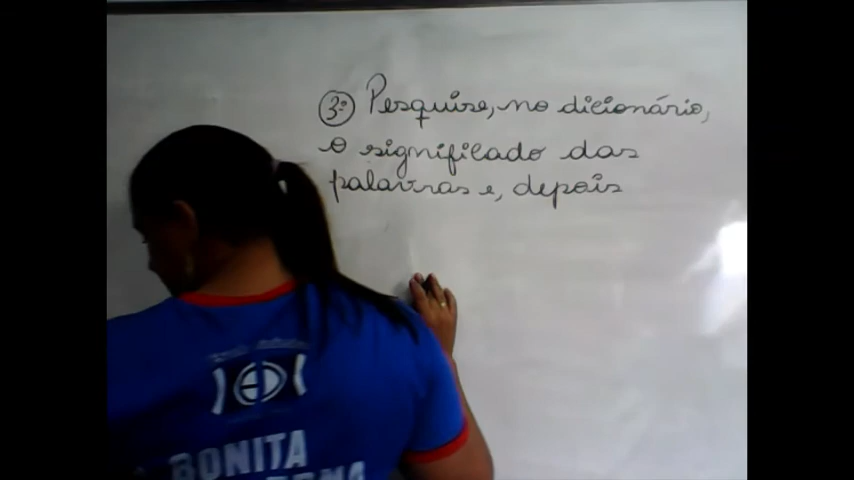 3º Pesquise, no dicionário,
o significado das
palavras e, depois
BONITA